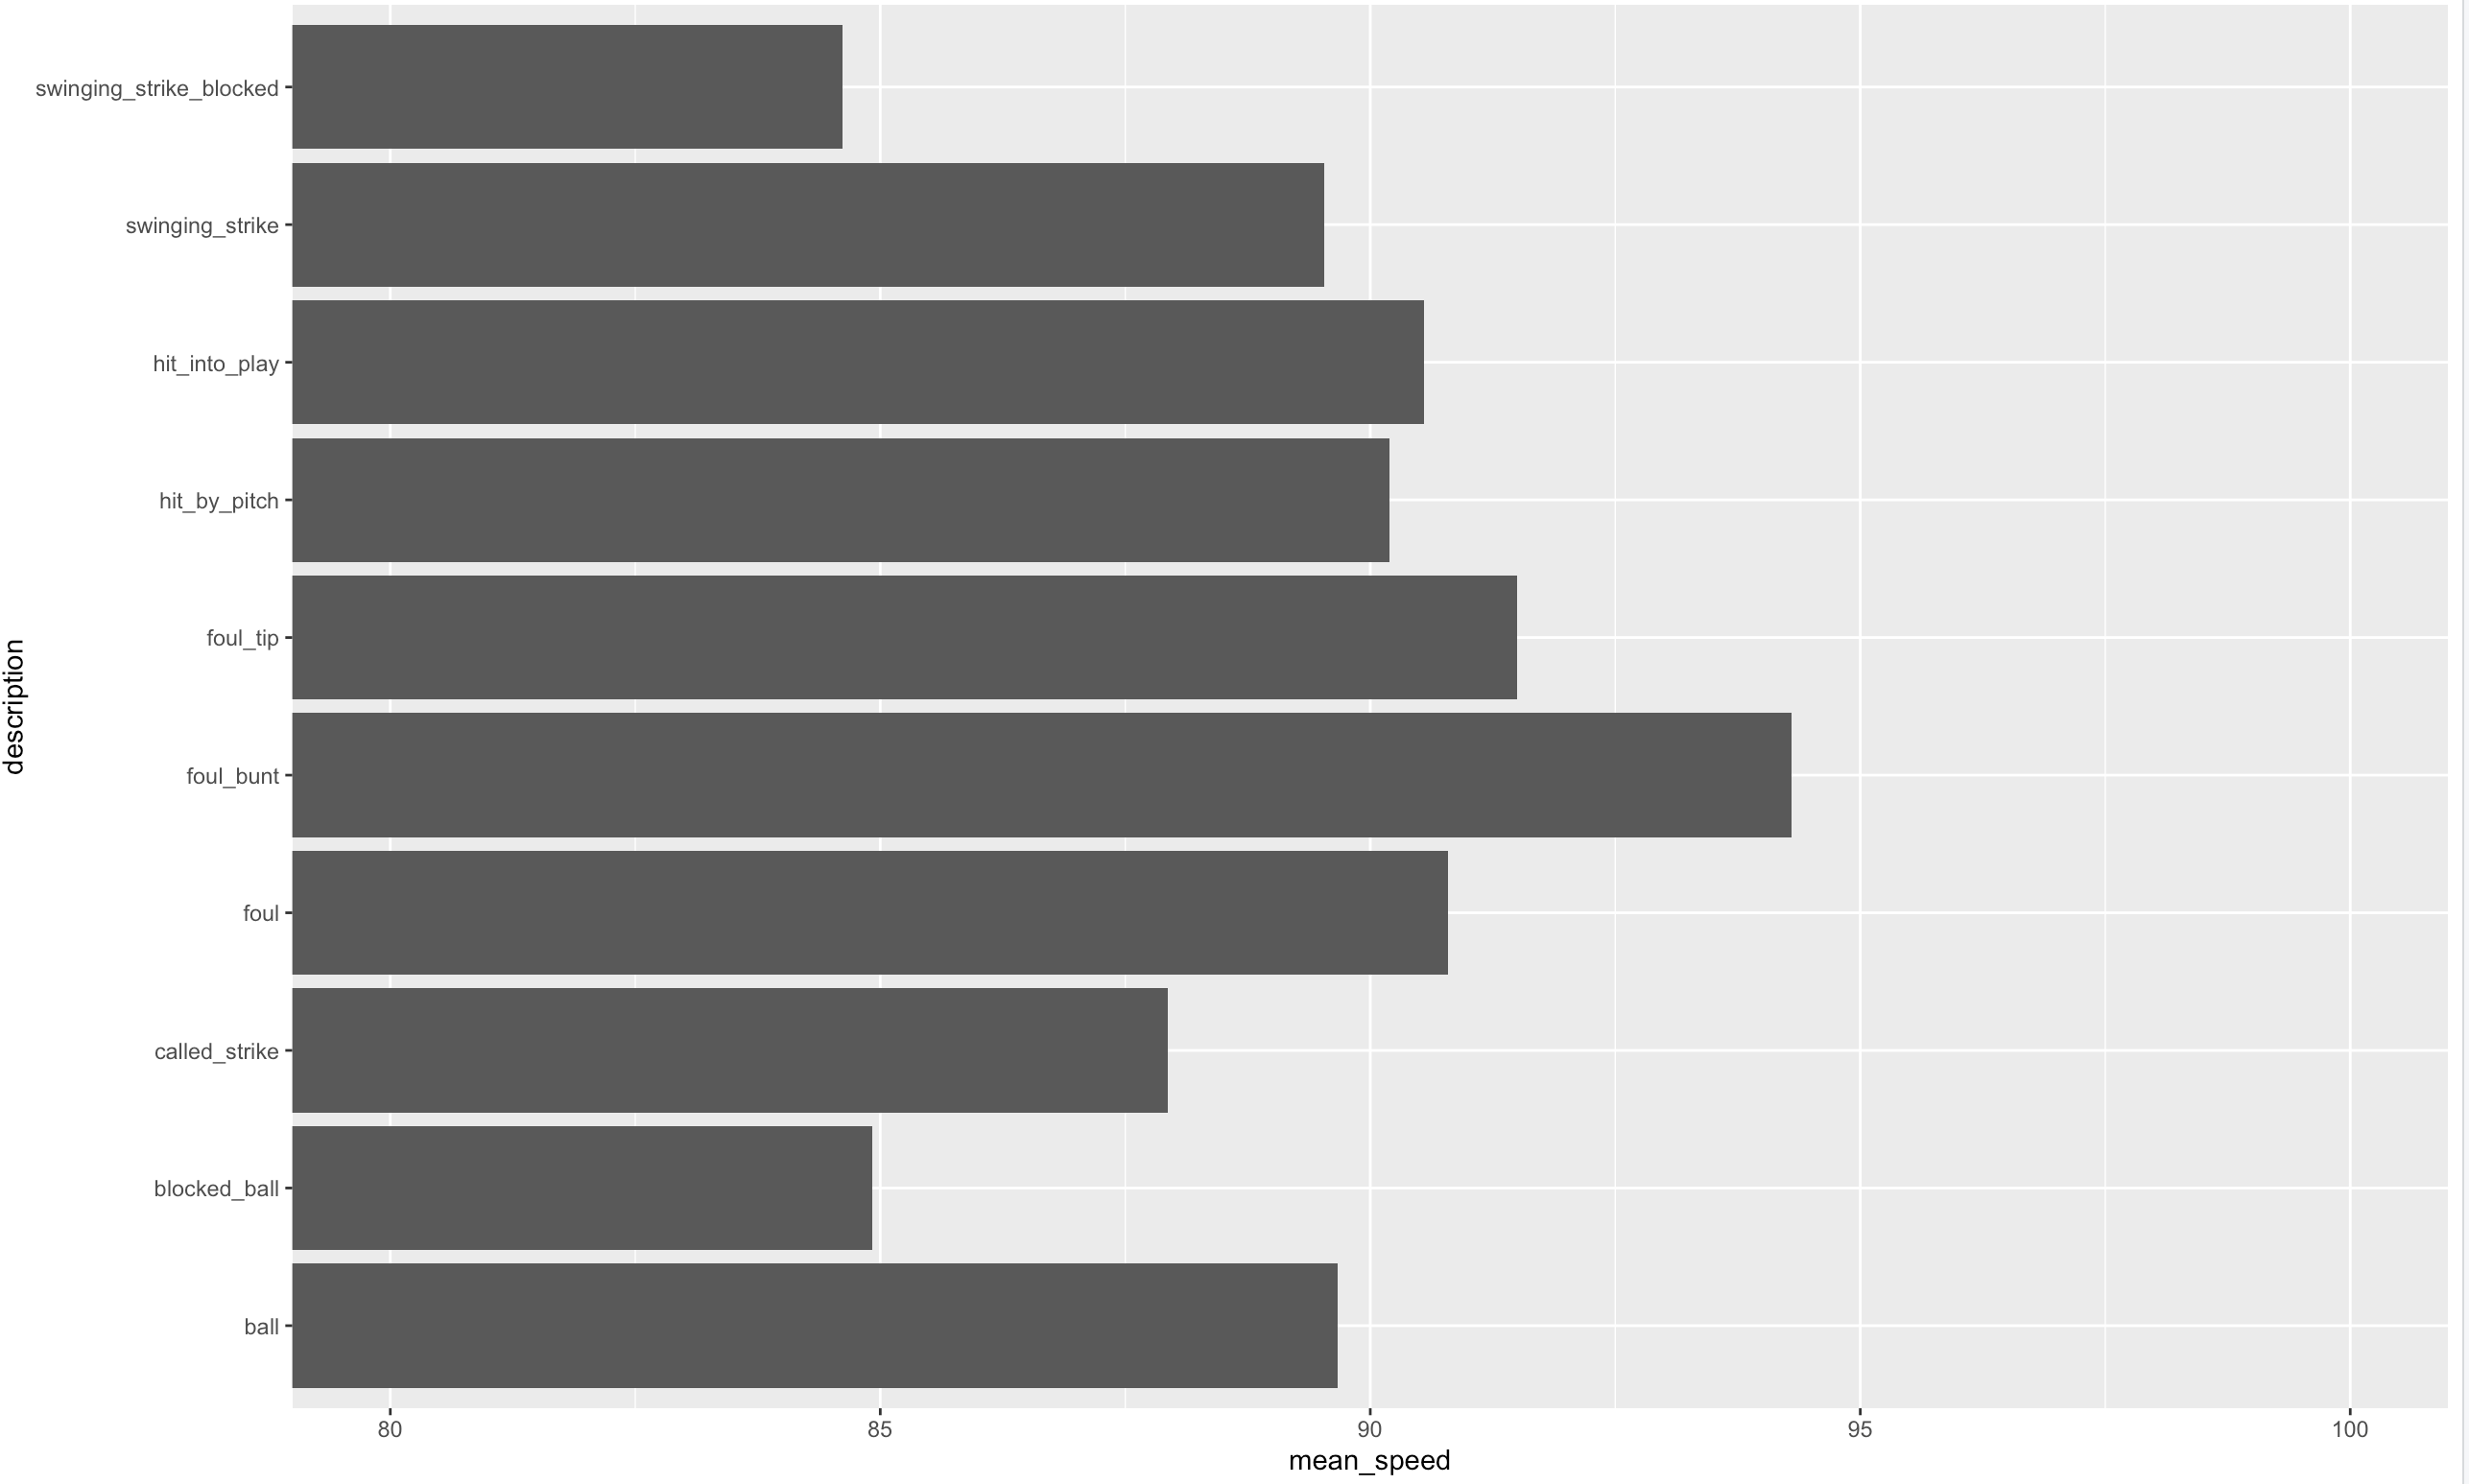 swinging_strike_blocked
swinging_strike
hit_into_play
hit_by_pitch
foul_tip
foul_bunt
foul
called_strike
blocked_ball
ball
description
80 85 90 95 100
mean_speed